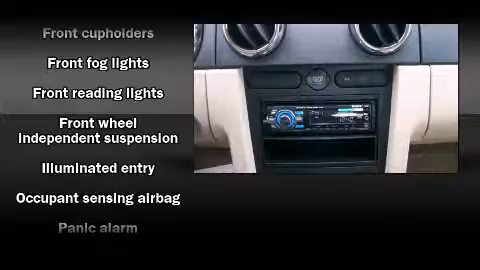 Front cupholders
Front fog lights
Front reading lights
Front wheel
independent suspension
Illuminated entry
Occupant sensing airbag
Panic alarm